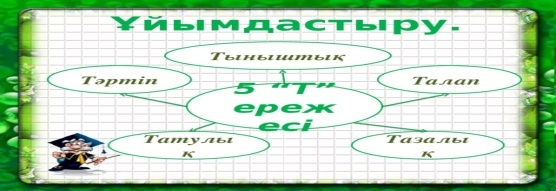 Ұйымдастыру.
Тыныштық
Тәртіп
Талап
5 “Т”
ереж
есі
Татулы
қ
Тазалы
қ